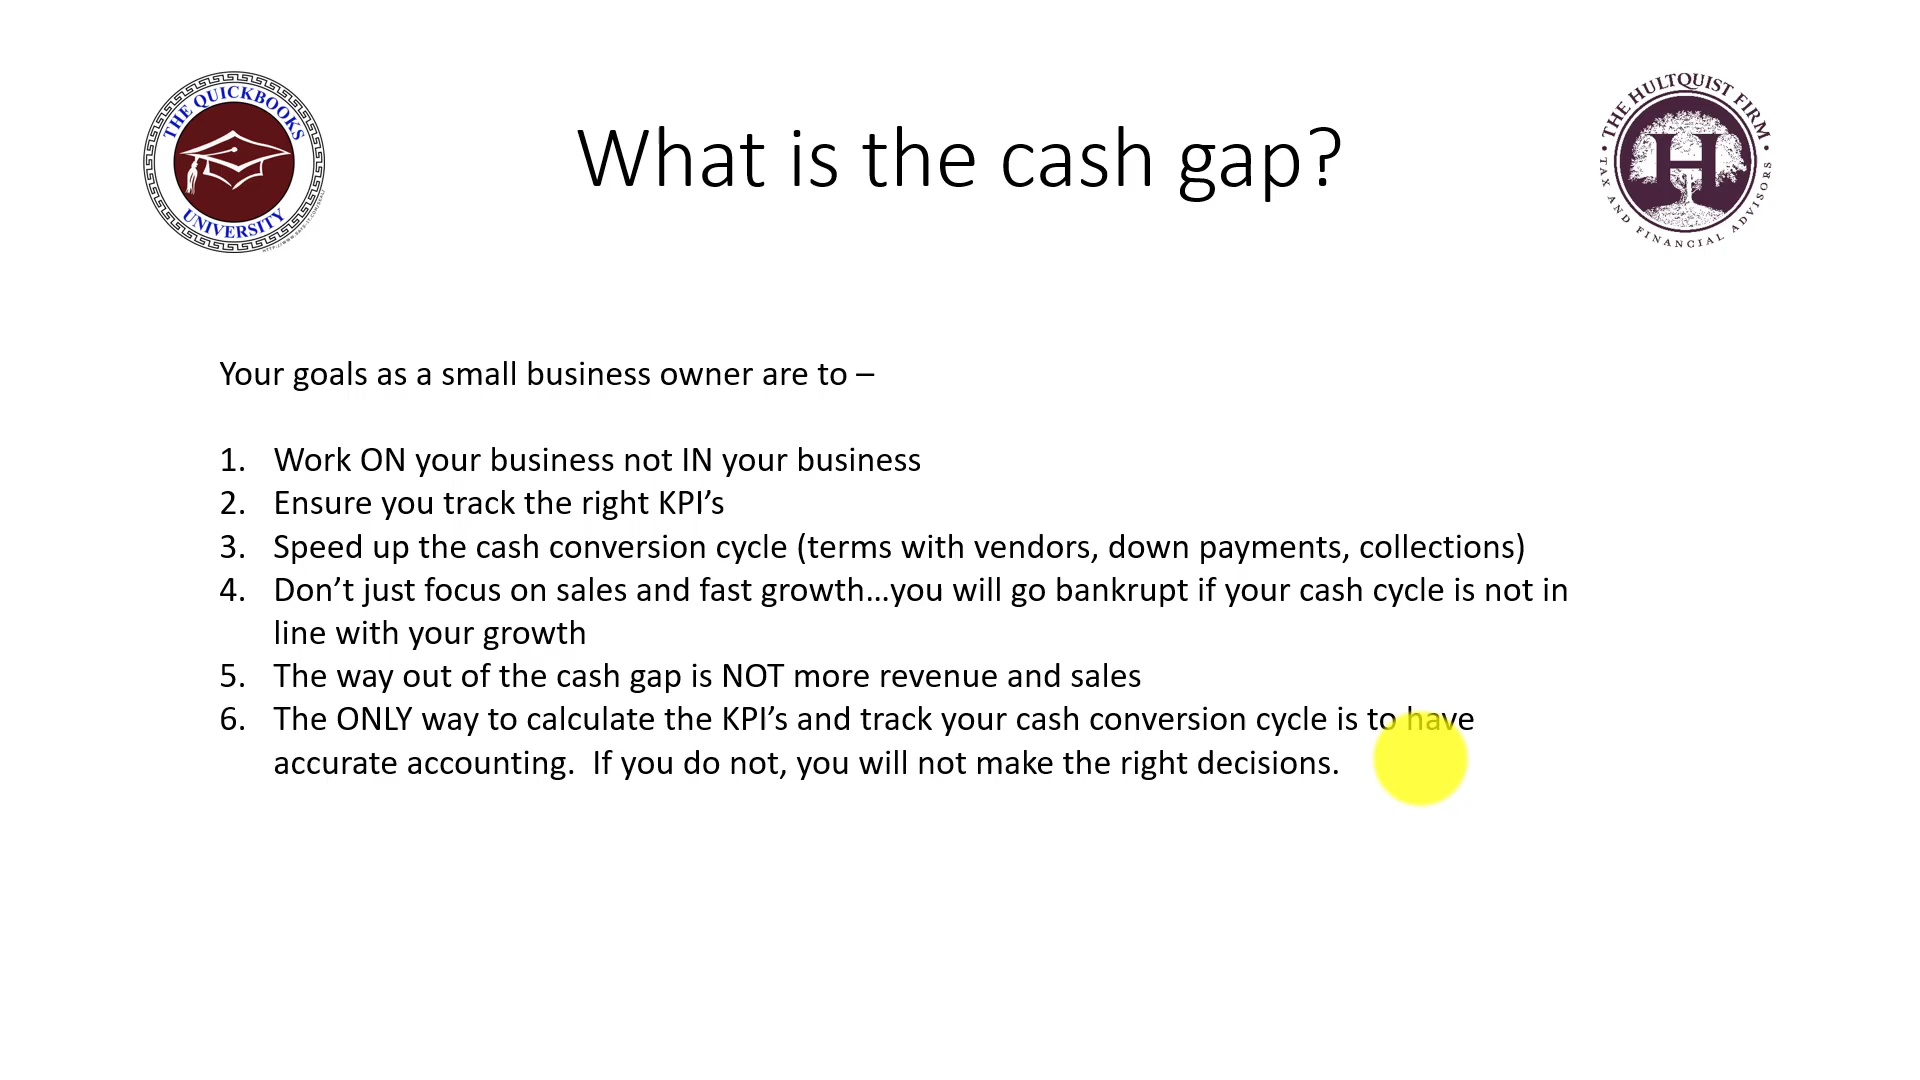 THE QUICKBOOKS
UNIVERSITY
What is the cash gap?
THE HULTQUIST FIRM
H
TAX AND FINANCIAL ADVISORS
Your goals as a small business owner are to –
1. Work ON your business not IN your business
2. Ensure you track the right KPI’s
3. Speed up the cash conversion cycle (terms with vendors, down payments, collections)
4. Don’t just focus on sales and fast growth…you will go bankrupt if your cash cycle is not in
line with your growth
5. The way out of the cash gap is NOT more revenue and sales
6. The ONLY way to calculate the KPI’s and track your cash conversion cycle is to have
accurate accounting.  If you do not, you will not make the right decisions.